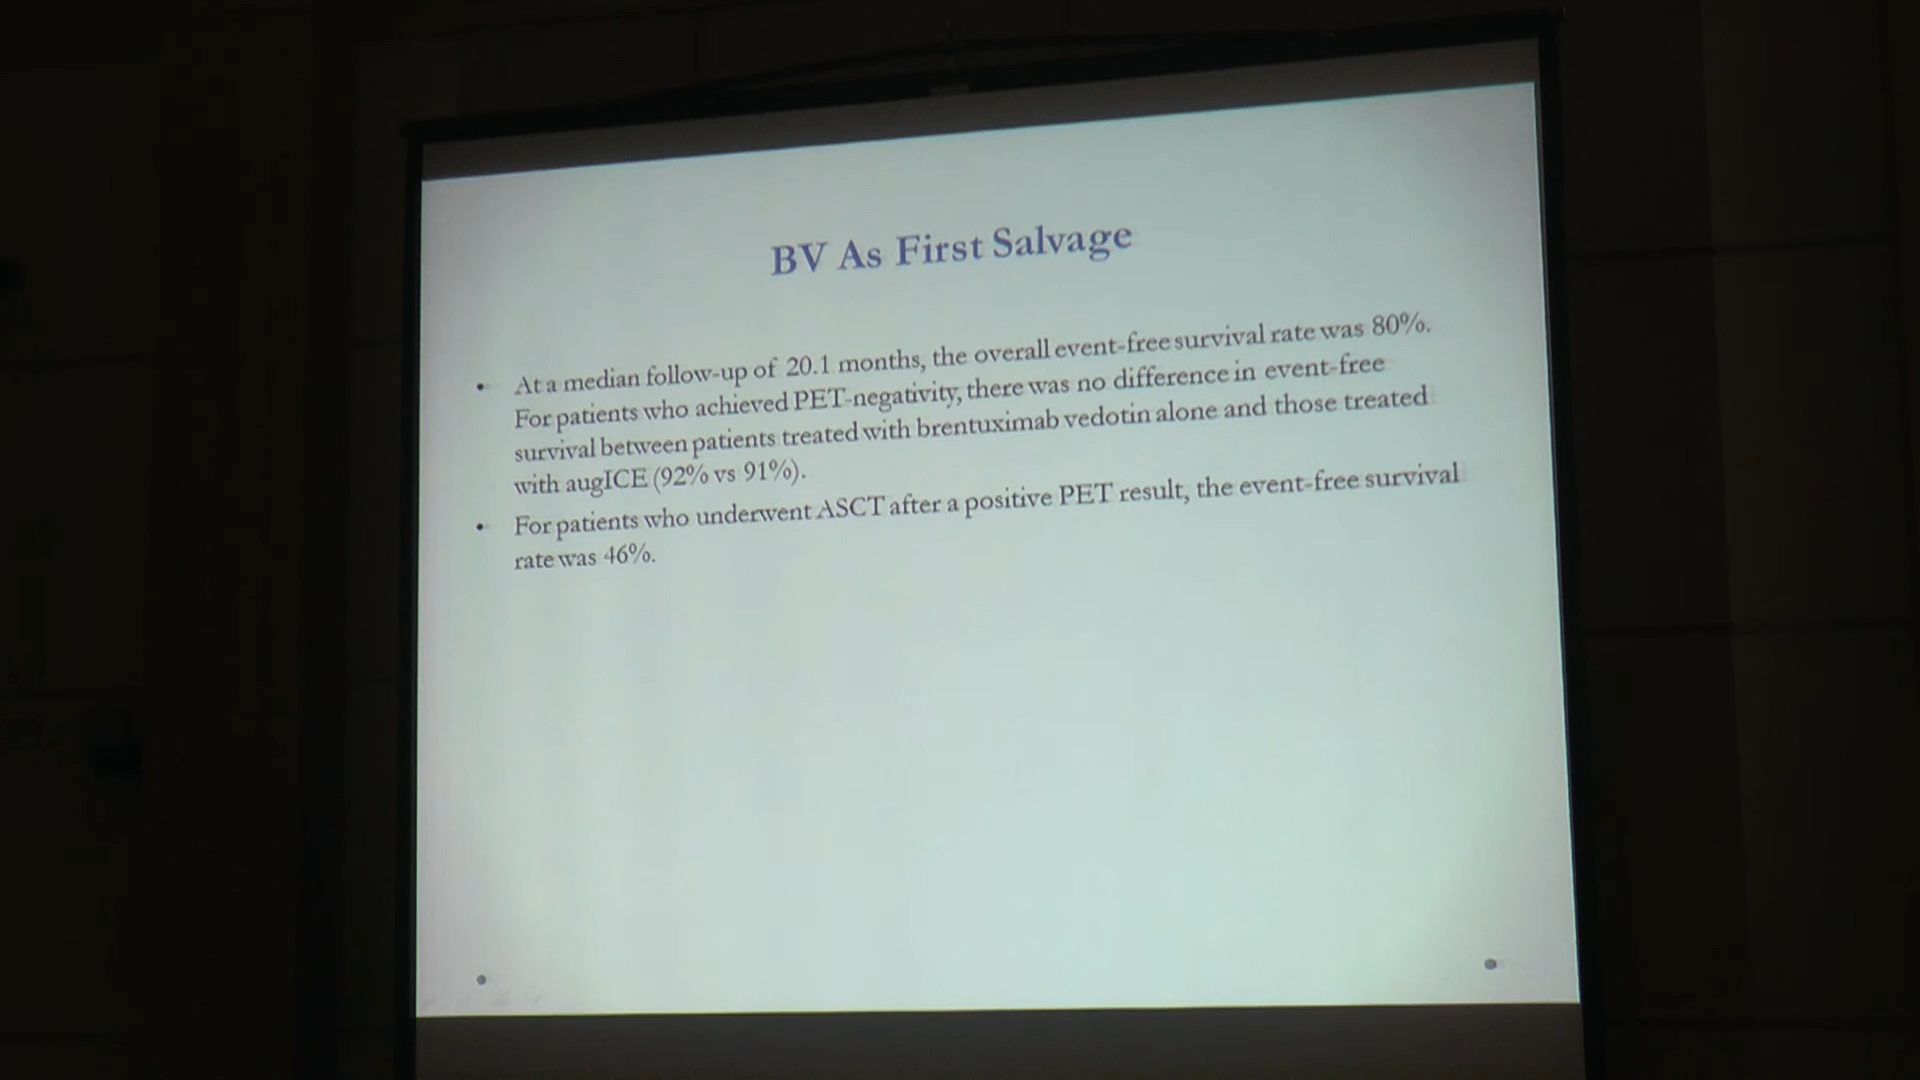 BV As First Salvage
• At a median follow-up of 20.1 months, the overall event-free survival rate was 80%.
For patients who achieved PET-negativity, there was no difference in event-free
survival between patients treated with brentuximab vedotin alone and those treated
with augICE (92% vs 91%).
• For patients who underwent ASCT after a positive PET result, the event-free survival
rate was 46%.